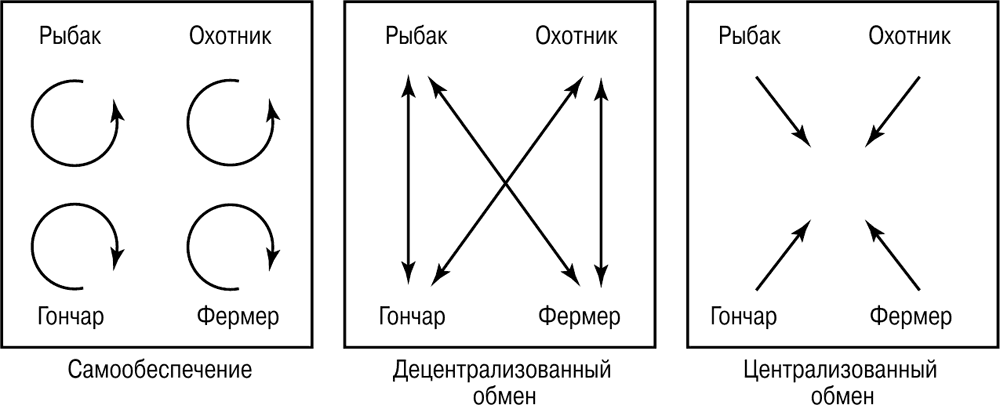 Рыбак Охотник
Гончар Фермер
Самообеспечение
Рыбак Охотник
Гончар Фермер
Децентрализованный
обмен
Рыбак Охотник
Гончар Фермер
Централизованный
обмен